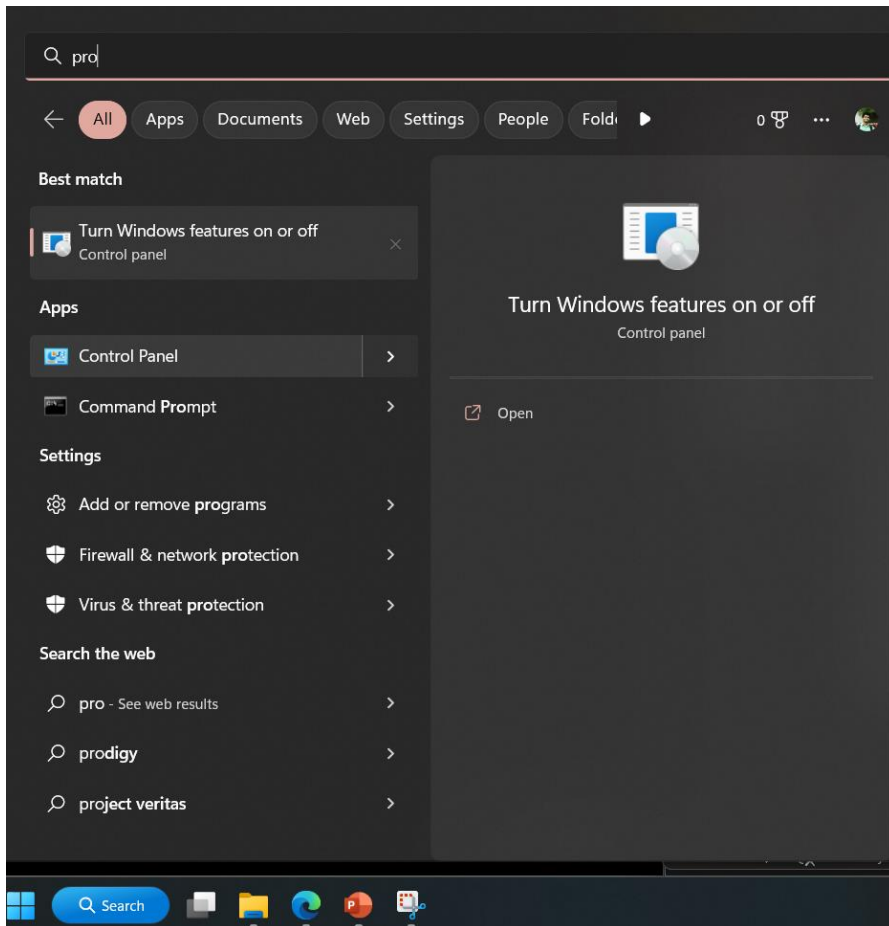 pro
All Apps Documents Web Settings People Fold
0
Best match
Turn Windows features on or off
Control panel
Apps
Control Panel
Command Prompt
Settings
Add or remove programs
Firewall & network protection
Virus & threat protection
Search the web
pro - See web results
prodigy
project veritas
Turn Windows features on or off
Control panel
Open
Search